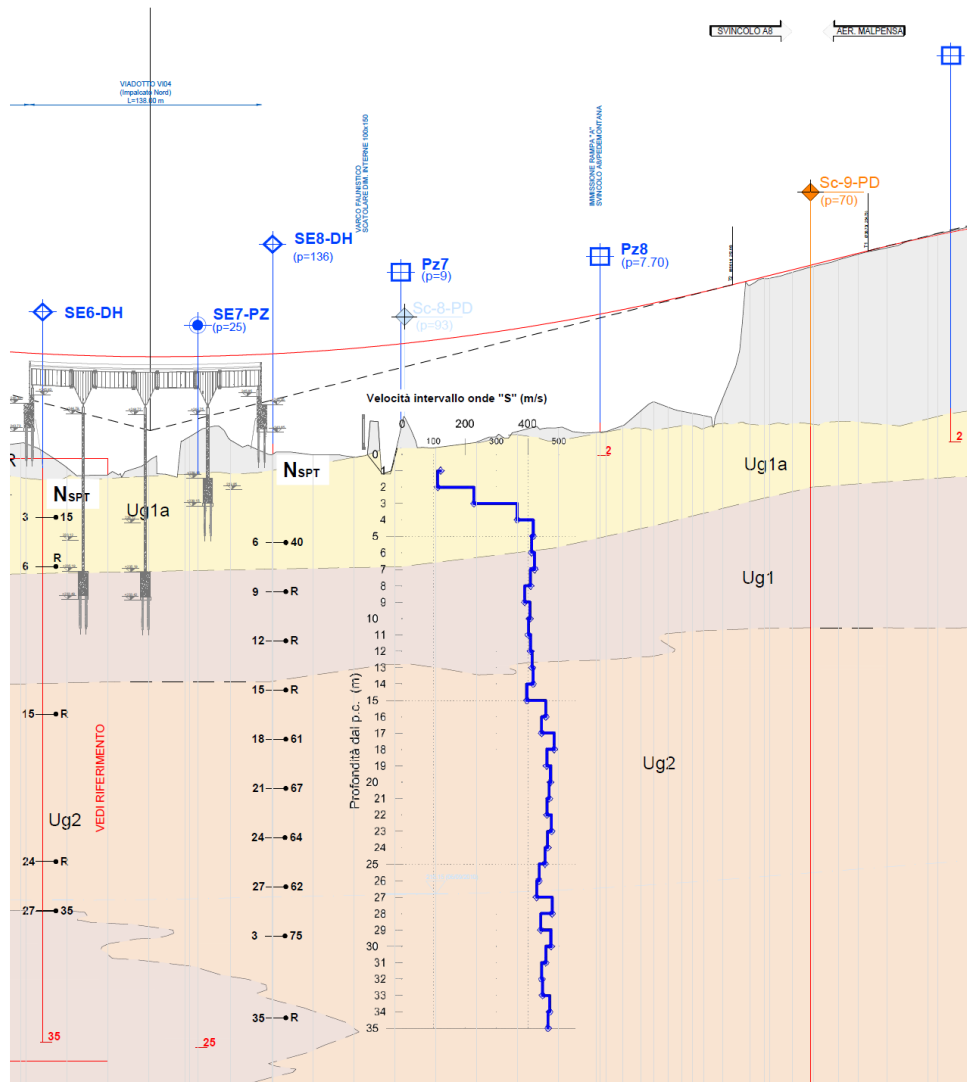 SVINCOLO A8
AER. MALPENSA
VIADOTTO VI04
(Impalcato Nord)
L=138.00 m
VARCO FAUNISTICO
SCATOLARE DIM. INTERNE 100x150
IMMISSIONE RAMPA "A"
SVINCOLO A8/PEDEMONTANA
Sc-9-PD
(p=70)
SE8-DH
(p=136)
Pz7
(p=9)
Pz8
(p=7.70)
SE6-DH
SE7-PZ
(p=25)
Sc-8-PD
(p=93)
Velocità intervallo onde "S" (m/s)
0
100
200
300
400
500
Profondità dal p.c. (m)
0
1
2
3
4
5
6
7
8
9
10
11
12
13
14
15
16
17
18
19
20
21
22
23
24
25
26
27
28
29
30
31
32
33
34
35
R
NSPT
3 15
6 R
15 R
24 R
27 35
35
VEDI RIFERIMENTO
25
NSPT
6 40
9 R
12 R
15 R
18 61
21 67
24 64
27 62
3 75
35 R
2
2
Ug1a
Ug1a
Ug1
Ug2
Ug2